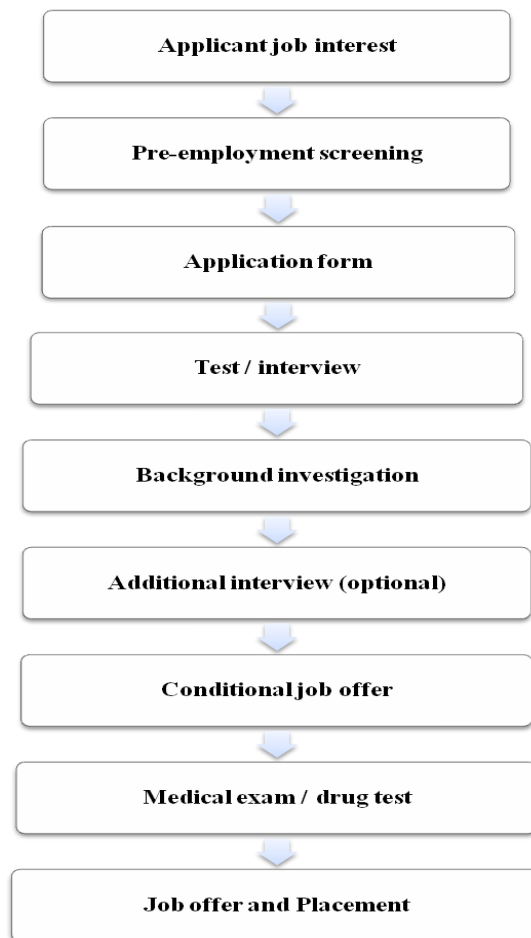 Applicant job interest
Pre-employment screening
Application form
Test / interview
Background investigation
Additional interview (optional)
Conditional job offer
Medical exam / drug test
Job offer and Placement